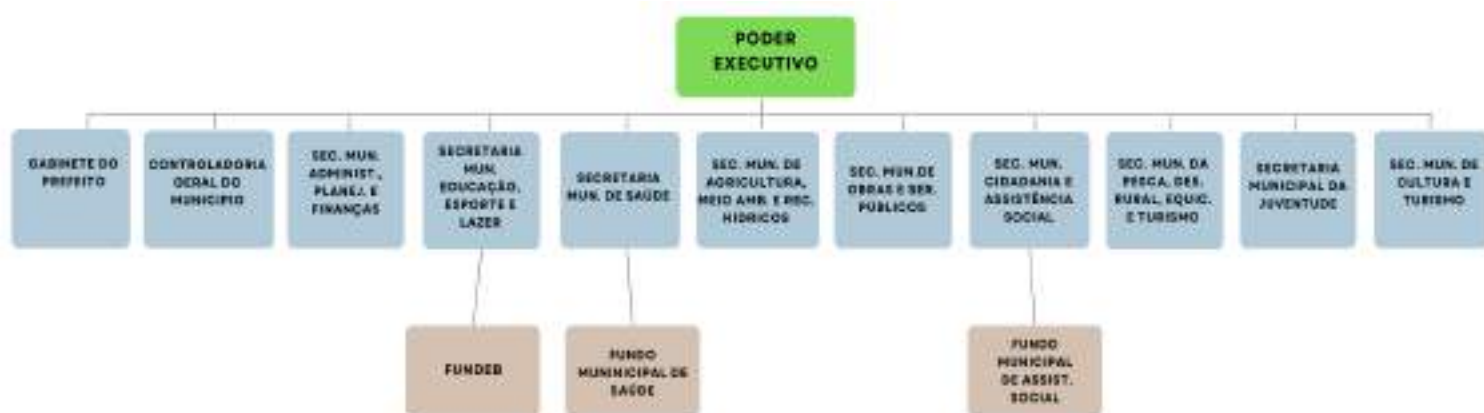 PODER
EXECUTIVO
GABINETE DO
PREFEITO
CONTROLADORIA
GERAL DO
MUNICÍPIO
SEC. MUN.
ADMINIST.,
PLANEJ. E
FINANÇAS
SECRETARIA
MUN.
EDUCAÇÃO,
ESPORTE E
LAZER
SECRETARIA
MUN. DE SAÚDE
SEC. MUN. DE
AGRICULTURA,
MEIO AMB. E REC.
HÍDRICOS
SEC. MUN.DE
OBRAS E SER.
PÚBLICOS
SEC. MUN.
CIDADANIA E
ASSISTÊNCIA
SOCIAL
SEC. MUN. DA
PESCA, DES.
RURAL, EQUIC.
E TURISMO
SECRETARIA
MUNICIPAL DA
JUVENTUDE
SEC. MUN. DE
CULTURA E
TURISMO
FUNDEB
FUNDO
MUNINICIPAL DE
SAÚDE
FUNDO
MUNICIPAL
DE ASSIST.
SOCIAL